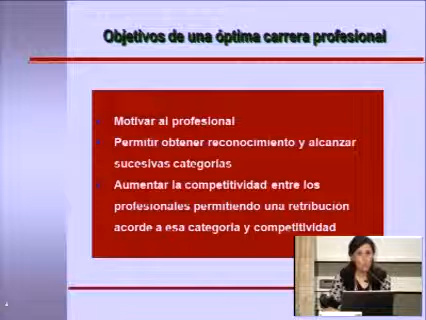 Objetivos de una óptima carrera profesional
Motivar al profesional
Permitir obtener reconocimiento y alcanzar
sucesivas categorías
Aumentar la competitividad entre los
profesionales permitiendo una retribución
acorde a esa categoría y competitividad